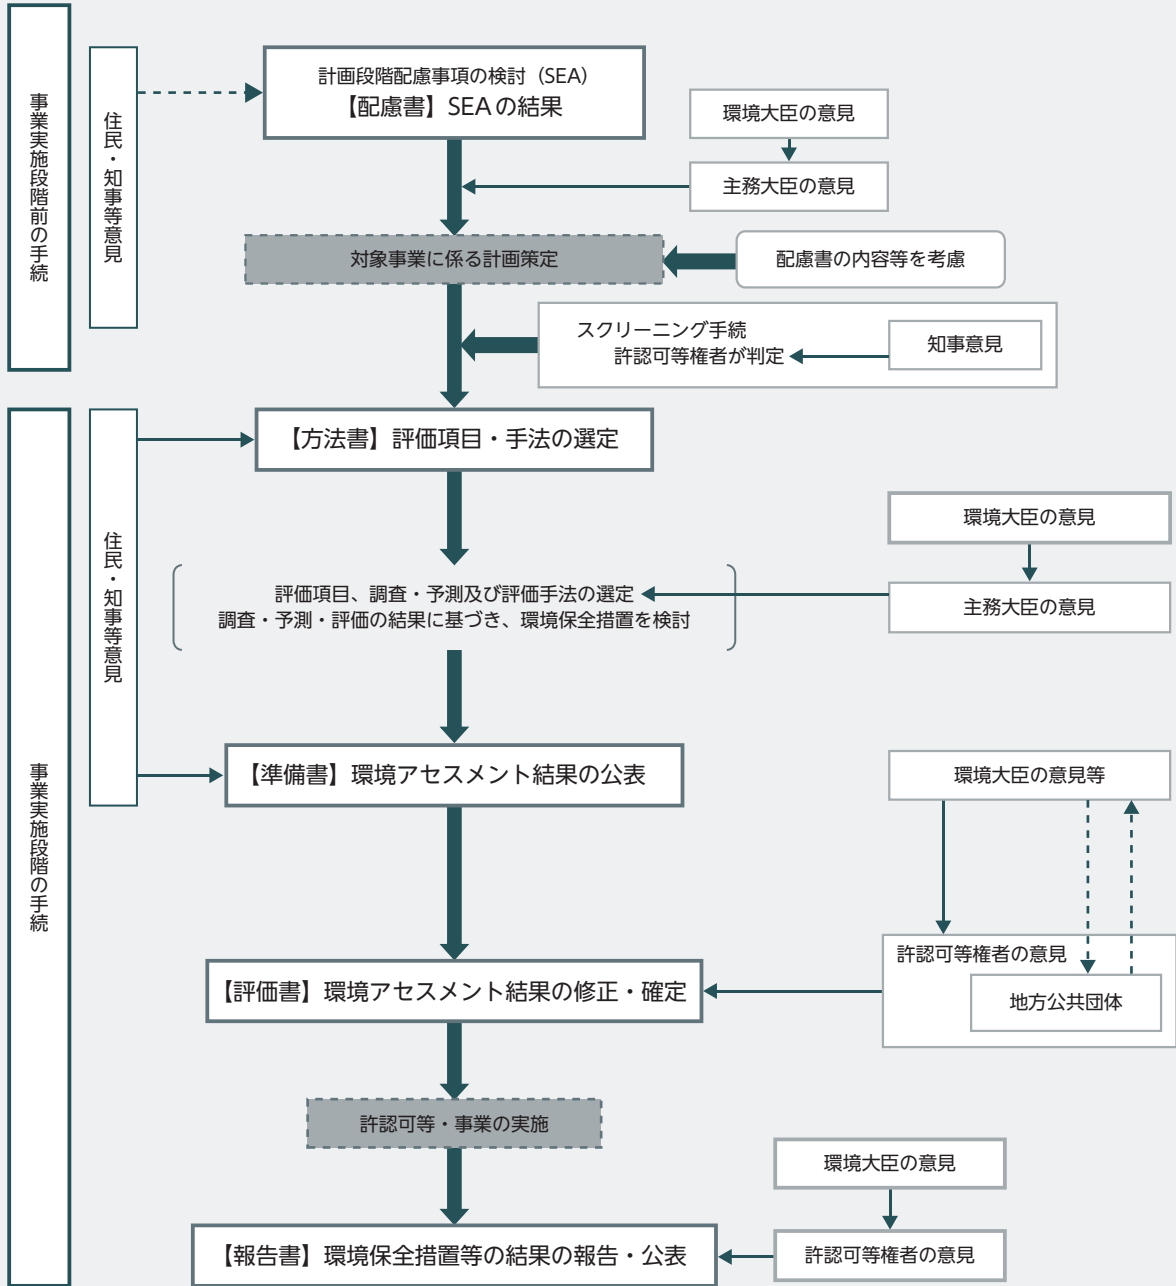 事業実施段階前の手続
住民・知事等意見
計画段階配慮事項の検討（SEA）
【配慮書】SEAの結果
環境大臣の意見
主務大臣の意見
対象事業に係る計画策定
配慮書の内容等を考慮
スクリーニング手続
許認可等権者が判定
知事意見
事業実施段階の手続
住民・知事等意見
【方法書】評価項目・手法の選定
環境大臣の意見
主務大臣の意見
評価項目、調査・予測及び評価手法の選定
調査・予測・評価の結果に基づき、環境保全措置を検討
【準備書】環境アセスメント結果の公表
環境大臣の意見等
許認可等権者の意見
地方公共団体
【評価書】環境アセスメント結果の修正・確定
許認可等・事業の実施
環境大臣の意見
許認可等権者の意見
【報告書】環境保全措置等の結果の報告・公表